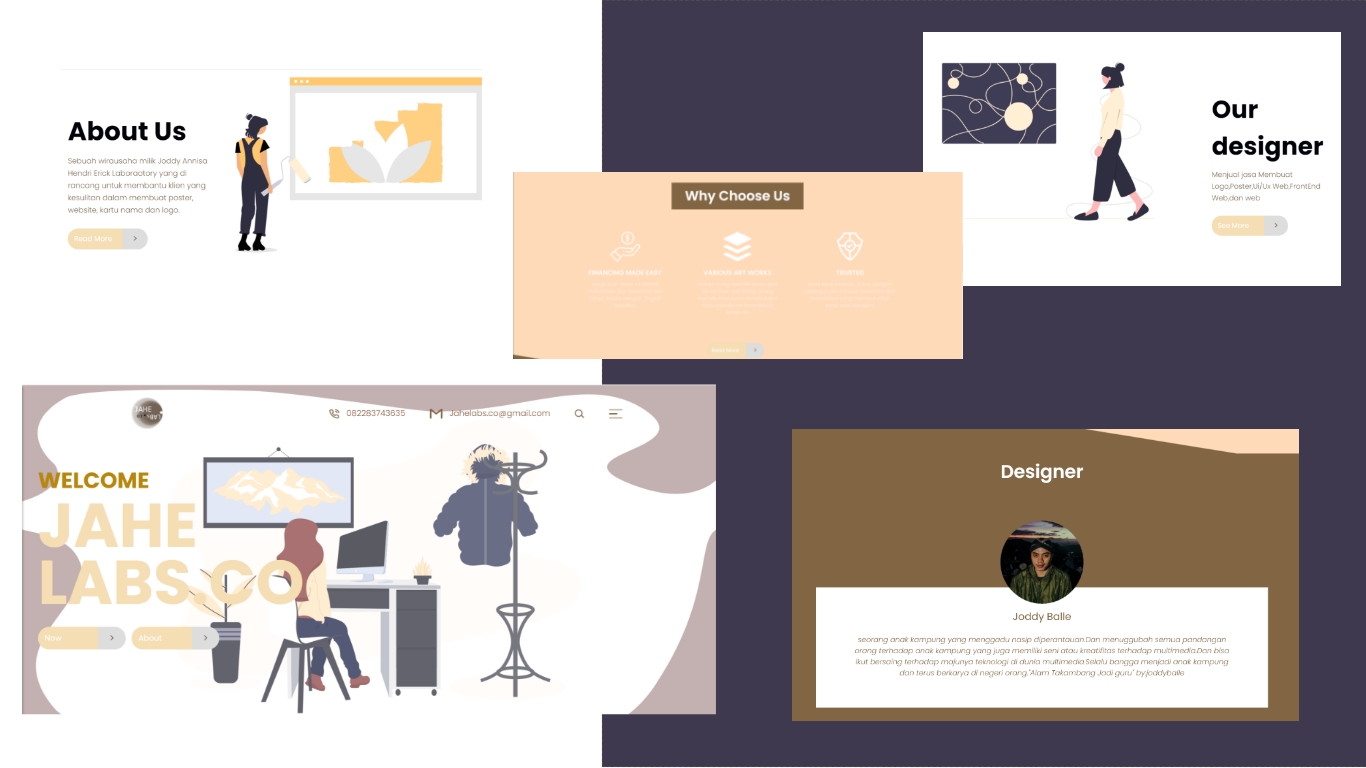 About Us
Sebuah wirausaha milik Joddy Annisa
Hendri Erick Laboractory yang di
rancang untuk membantu klien yang
kesulitan dalam membuat poster,
website, kartu nama dan logo.
Read More
Our
designer
Menjual jasa Membuat
Logo,Poster,Ui/Ux Web,FrontEnd
Web,dan web
See More
Why Choose Us
FINANCING MADE EASY
VARIOUS ART WORKS
TRUSTED
Read More
JAHE
LABS
082283743635
Jahelabs.co@gmail.com
WELCOME
JAHE
LABS.CO
Now
About
Designer
Joddy Balle
seorang anak kampung yang menggadu nasip diperantauan.Dan menuggubah semua pandangan
orang terhadap anak kampung yang juga memiliki seni atau kreatifitas terhadap multimedia.Dan bisa
ikut bersaing terhadap majunya teknologi di dunia multimedia.Selalu bangga menjadi anak kampung
dan terus berkarya di negeri orang."Alam Takambang Jadi guru" by:joddyballe